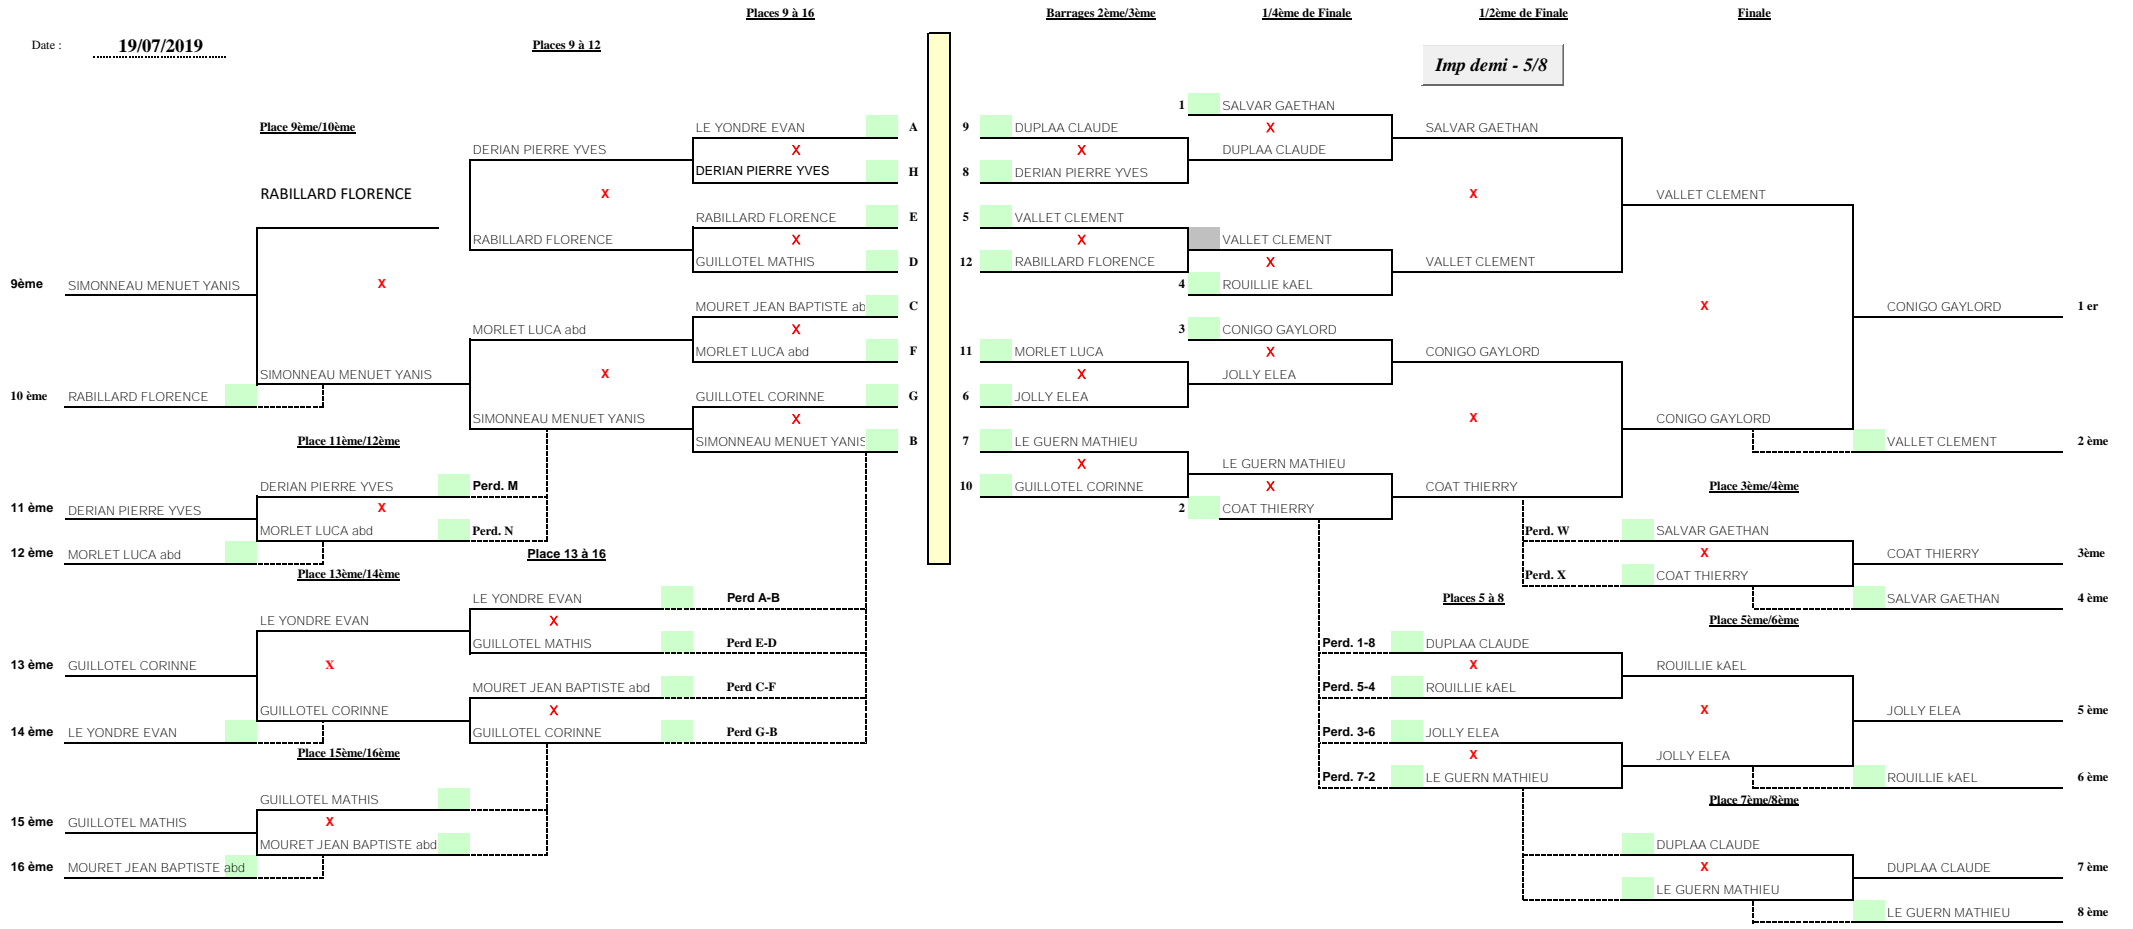 Places 9 à 16
Barrages 2ème/3ème
1/4ème de Finale
1/2ème de Finale
Finale
Date :
19/07/2019
Places 9 à 12
Imp demi - 5/8
Place 9ème/10ème
RABILLARD FLORENCE
X
9ème
SIMONNEAU MENUET YANIS
SIMONNEAU MENUET YANIS
10 ème
RABILLARD FLORENCE
Place 11ème/12ème
DERIAN PIERRE YVES
Perd. M
X
11 ème
DERIAN PIERRE YVES
MORLET LUCA abd
Perd. N
12 ème
MORLET LUCA abd
Place 13ème/14ème
LE YONDRE EVAN
13 ème
GUILLOTEL CORINNE
X
GUILLOTEL CORINNE
14 ème
LE YONDRE EVAN
Place 15ème/16ème
GUILLOTEL MATHIS
15 ème
GUILLOTEL MATHIS
X
MOURET JEAN BAPTISTE abd
16 ème
MOURET JEAN BAPTISTE abd
DERIAN PIERRE YVES
X
RABILLARD FLORENCE
MORLET LUCA abd
X
SIMONNEAU MENUET YANIS
Place 13 à 16
LE YONDRE EVAN
Perd A-B
X
GUILLOTEL MATHIS
Perd E-D
MOURET JEAN BAPTISTE abd
Perd C-F
X
GUILLOTEL CORINNE
Perd G-B
LE YONDRE EVAN
A
X
DERIAN PIERRE YVES
H
RABILLARD FLORENCE
E
X
GUILLOTEL MATHIS
D
MOURET JEAN BAPTISTE ab
C
X
MORLET LUCA abd
F
GUILLOTEL CORINNE
G
X
SIMONNEAU MENUET YANIS
B
9
DUPLAA CLAUDE
X
8
DERIAN PIERRE YVES
5
VALLET CLEMENT
X
12
RABILLARD FLORENCE
11
MORLET LUCA
X
6
JOLLY ELEA
7
LE GUERN MATHIEU
X
10
GUILLOTEL CORINNE
1
SALVAR GAETHAN
X
DUPLAA CLAUDE
VALLET CLEMENT
X
4
ROUILLIE kAEL
3
CONIGO GAYLORD
X
JOLLY ELEA
LE GUERN MATHIEU
X
2
COAT THIERRY
SALVAR GAETHAN
X
VALLET CLEMENT
CONIGO GAYLORD
X
COAT THIERRY
Places 5 à 8
Perd. 1-8
DUPLAA CLAUDE
X
Perd. 5-4
ROUILLIE kAEL
Perd. 3-6
JOLLY ELEA
X
Perd. 7-2
LE GUERN MATHIEU
VALLET CLEMENT
X
CONIGO GAYLORD
CONIGO GAYLORD
1 er
VALLET CLEMENT
2 ème
Place 3ème/4ème
Perd. W
SALVAR GAETHAN
X
COAT THIERRY
3ème
Perd. X
COAT THIERRY
SALVAR GAETHAN
4 ème
Place 5ème/6ème
ROUILLIE kAEL
X
JOLLY ELEA
5 ème
JOLLY ELEA
ROUILLIE kAEL
6 ème
Place 7ème/8ème
DUPLAA CLAUDE
X
DUPLAA CLAUDE
7 ème
LE GUERN MATHIEU
LE GUERN MATHIEU
8 ème